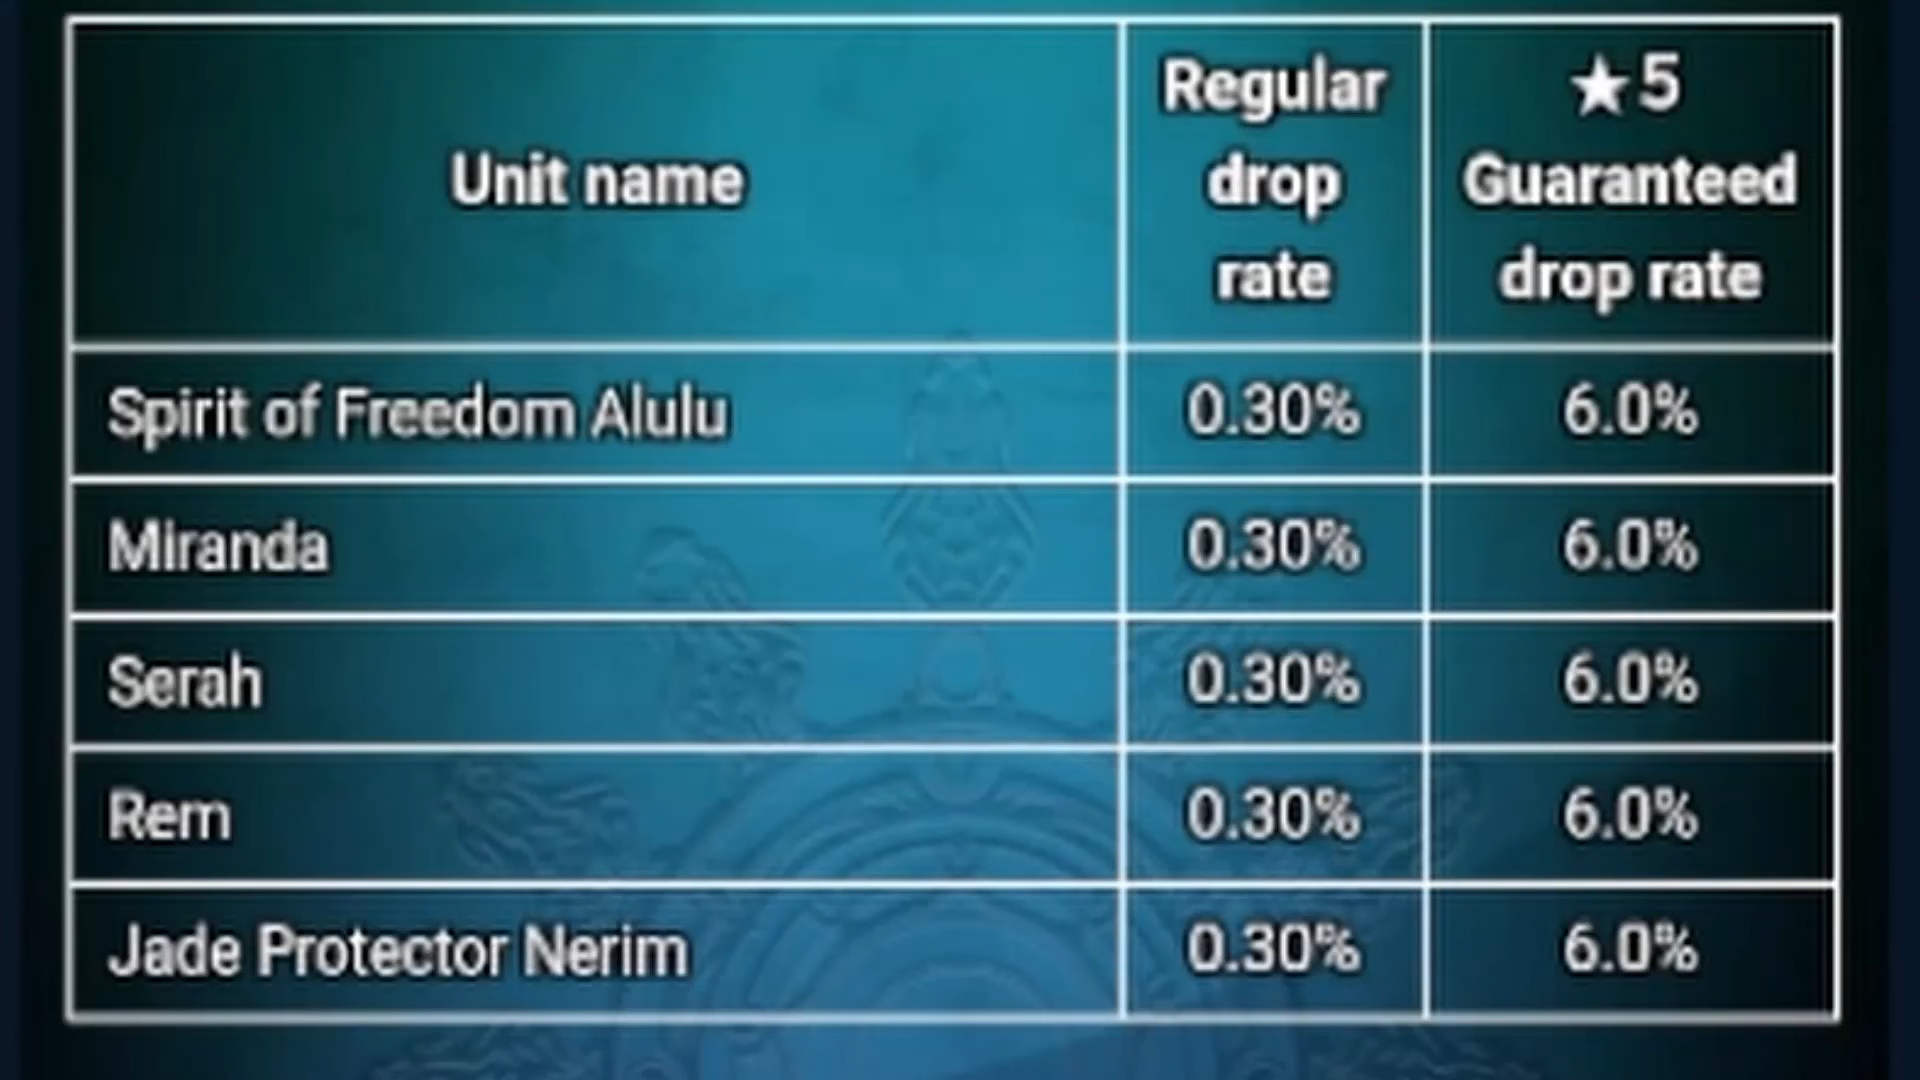 Unit name
Regular
drop
rate
★5
Guaranteed
drop rate
Spirit of Freedom Alulu 0.30% 6.0%
Miranda 0.30% 6.0%
Serah 0.30% 6.0%
Rem 0.30% 6.0%
Jade Protector Nerim 0.30% 6.0%